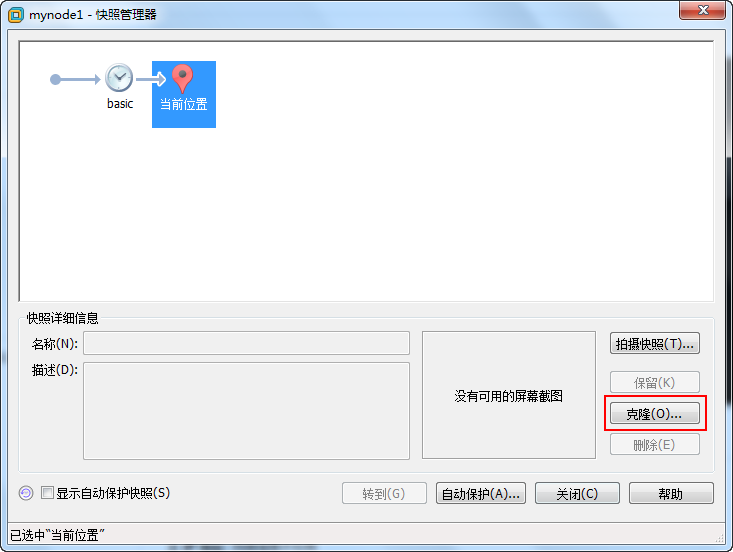 mynode1 - 快照管理器
basic
当前位置
快照详细信息
名称(N):
描述(D):
没有可用的屏幕截图
拍摄快照(T)...
保留(K)
克隆(O)...
删除(E)
显示自动保护快照(S)
转到(G)
自动保护(A)...
关闭(C)
帮助
已选中"当前位置"